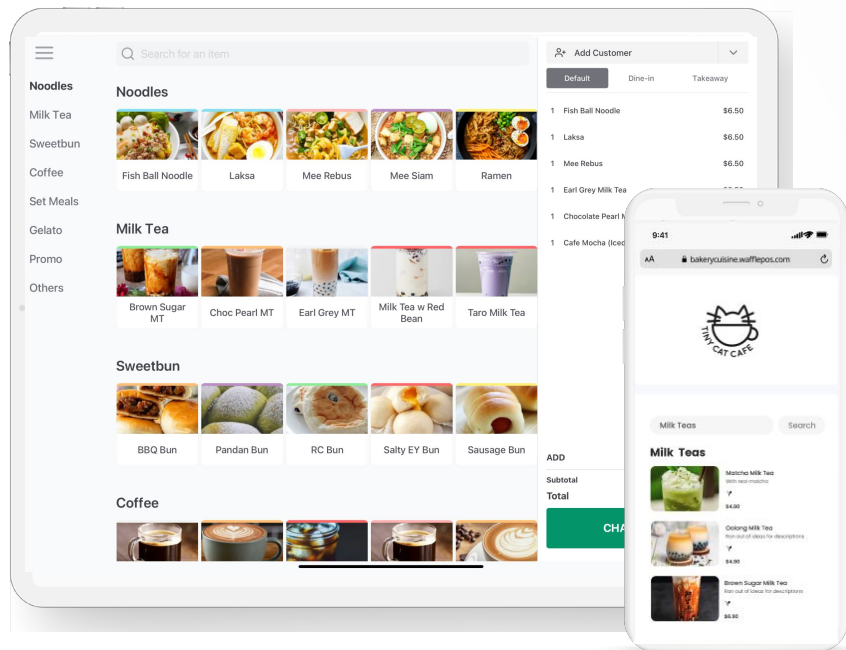 Search for an item
Noodles
Milk Tea
Sweetbun
Coffee
Set Meals
Gelato
Promo
Others
Noodles
Fish Ball Noodle
Laksa
Mee Rebus
Mee Siam
Ramen
Milk Tea
Brown Sugar
MT
Choc Pearl MT
Earl Grey MT
Milk Tea w Red
Bean
Taro Milk Tea
Sweetbun
BBQ Bun
Pandan Bun
RC Bun
Salty EY Bun
Sausage Bun
Coffee
Add Customer
Default Dine-in Takeaway
1 Fish Ball Noodle $6.50
1 Laksa $6.50
1 Mee Rebus $6.50
1 Earl Grey Milk Tea
1 Chocolate Pearl M
1 Cafe Mocha (Iced
ADD
Subtotal
Total
CHA
9:41
AA bakerycuisine.wafflepos.com
TINY CAT CAFE
Milk Teas Search
Milk Teas
Matcha Milk Tea
With real matcha
$4.90
Oolong Milk Tea
Ran out of ideas for descriptions
$4.90
Brown Sugar Milk Tea
Ran out of ideas for descriptions
$6.90